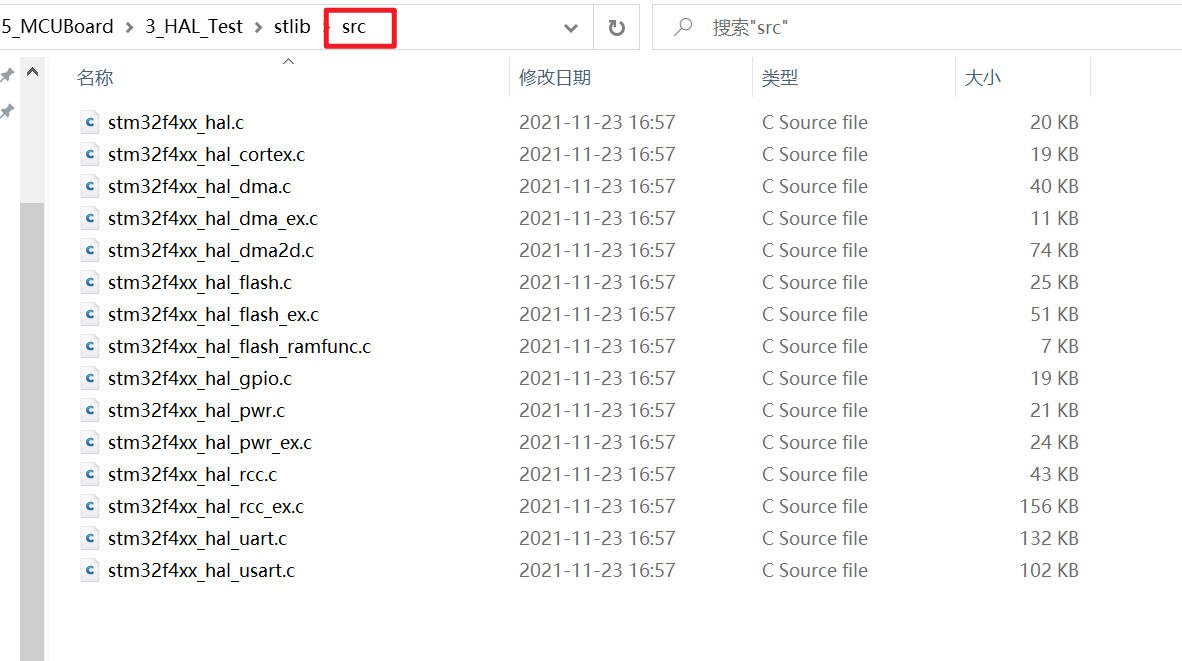 5_MCUBoard > 3_HAL_Test > stlib > src 搜索"src"
名称 修改日期 类型 大小
stm32f4xx_hal.c 2021-11-23 16:57 C Source file 20 KB
stm32f4xx_hal_cortex.c 2021-11-23 16:57 C Source file 19 KB
stm32f4xx_hal_dma.c 2021-11-23 16:57 C Source file 40 KB
stm32f4xx_hal_dma_ex.c 2021-11-23 16:57 C Source file 11 KB
stm32f4xx_hal_dma2d.c 2021-11-23 16:57 C Source file 74 KB
stm32f4xx_hal_flash.c 2021-11-23 16:57 C Source file 25 KB
stm32f4xx_hal_flash_ex.c 2021-11-23 16:57 C Source file 51 KB
stm32f4xx_hal_flash_ramfunc.c 2021-11-23 16:57 C Source file 7 KB
stm32f4xx_hal_gpio.c 2021-11-23 16:57 C Source file 19 KB
stm32f4xx_hal_pwr.c 2021-11-23 16:57 C Source file 21 KB
stm32f4xx_hal_pwr_ex.c 2021-11-23 16:57 C Source file 24 KB
stm32f4xx_hal_rcc.c 2021-11-23 16:57 C Source file 43 KB
stm32f4xx_hal_rcc_ex.c 2021-11-23 16:57 C Source file 156 KB
stm32f4xx_hal_uart.c 2021-11-23 16:57 C Source file 132 KB
stm32f4xx_hal_usart.c 2021-11-23 16:57 C Source file 102 KB